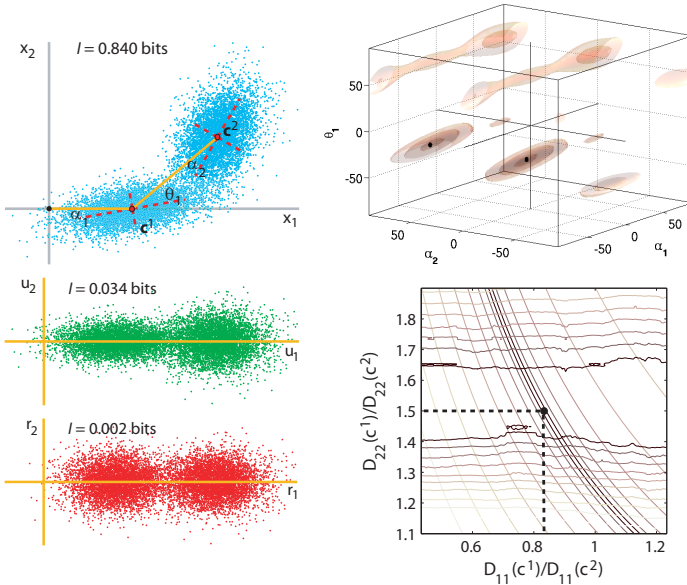 x2
I = 0.840 bits
c2
α2
θ1
α1
c1
x1
u2
I = 0.034 bits
u1
r2
I = 0.002 bits
r1
θ1
50
0
-50
50
0
-50
α2
-50
0
50
α1
D22(c1)/D22(c2)
1.8
1.7
1.6
1.5
1.4
1.3
1.2
1.1
0.6
0.8
1
1.2
D11(c1)/D11(c2)